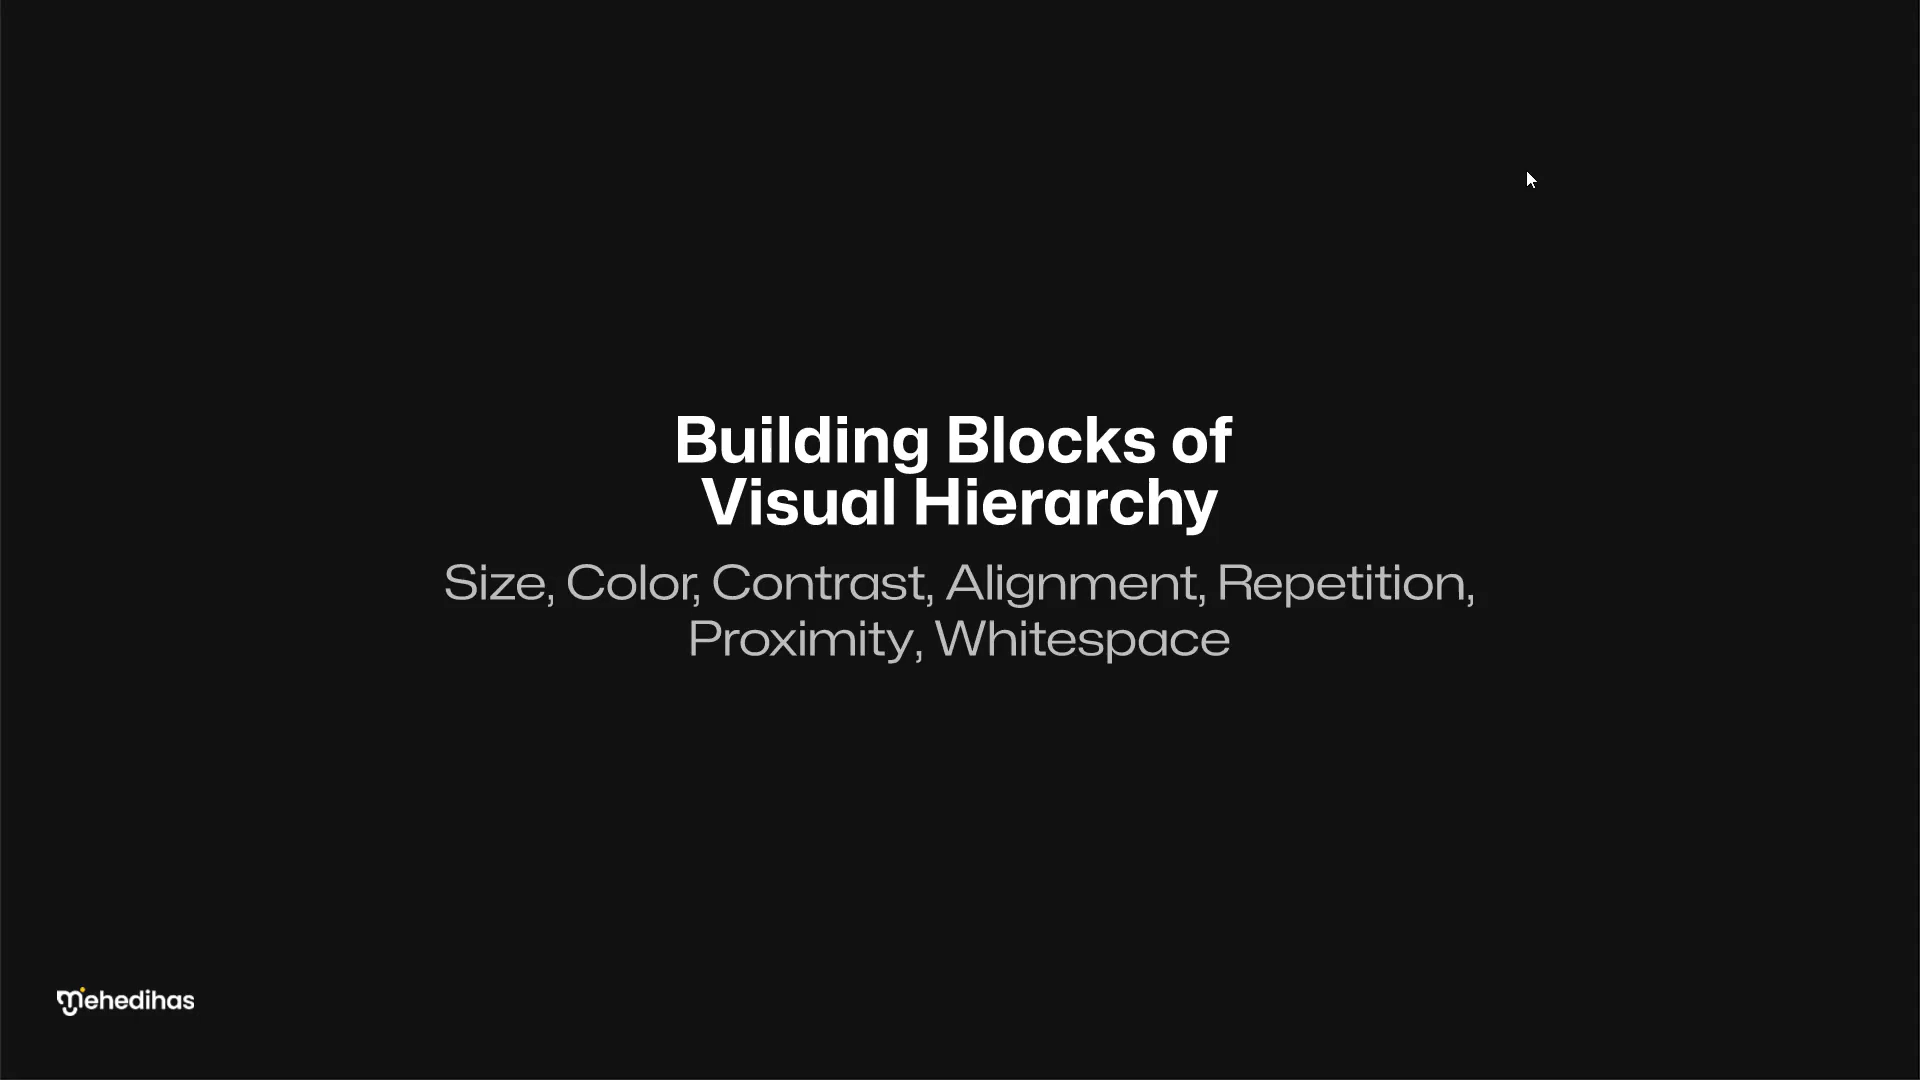 Building Blocks of
Visual Hierarchy
Size, Color, Contrast, Alignment, Repetition,
Proximity, Whitespace
Mehedihas